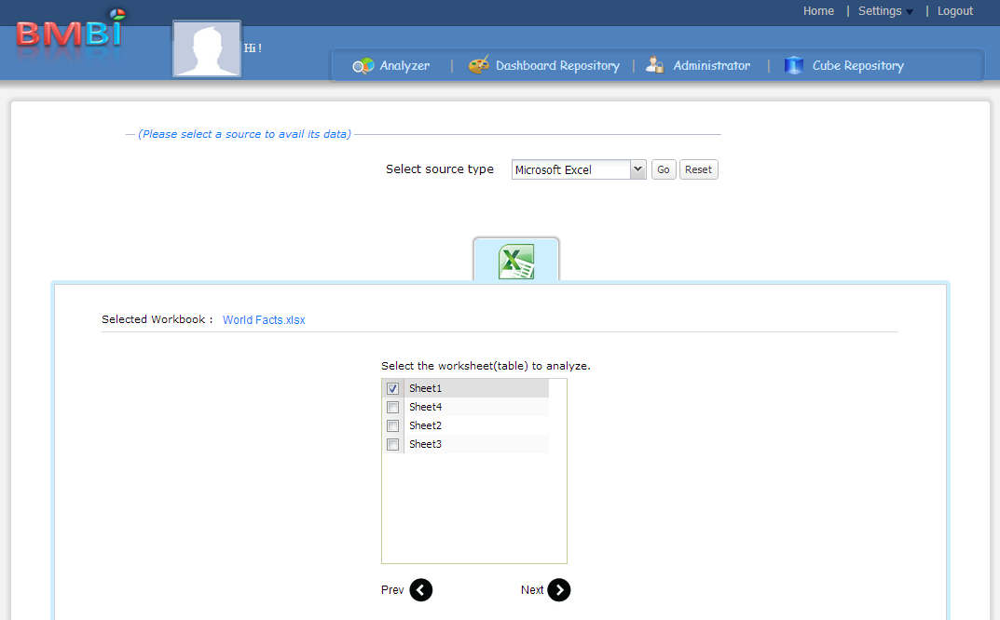 Home | Settings | Logout
BMBi
Hi !
Analyzer | Dashboard Repository | Administrator | Cube Repository
(Please select a source to avail its data)
Select source type Microsoft Excel Go Reset
Selected Workbook : World Facts.xlsx
Select the worksheet(table) to analyze.
Sheet1
Sheet4
Sheet2
Sheet3
Prev Next